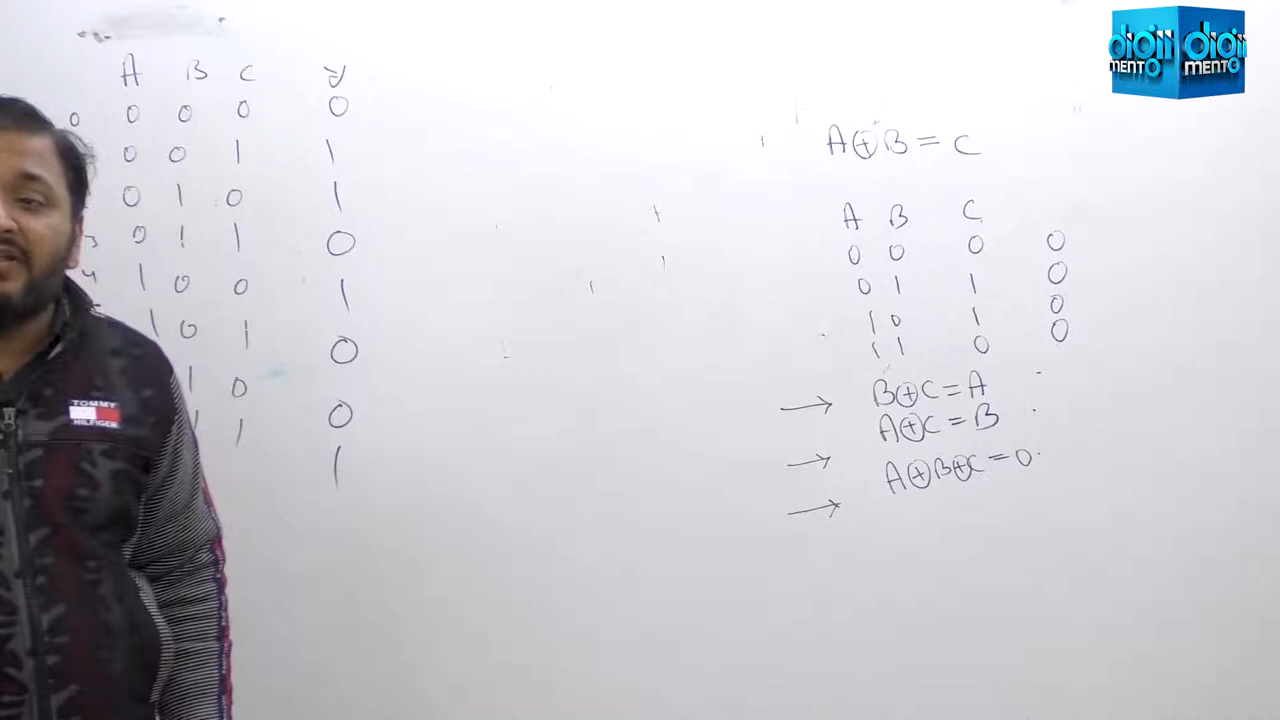 A B C Y
0 0 0 0 0
0 0 1 1
0 1 0 1
3 0 1 1 0
4 1 0 0 1
1 0 1 0
1 0 0
1 1 1
A⊕B = C
A B C
0 0 0 0
0 1 1 0
1 0 1 0
1 1 0 0
→ B⊕C = A
A⊕C = B
→ A⊕B⊕C = 0
→
TOMMY
HILFIGER
digii digii
MENTO MENTO